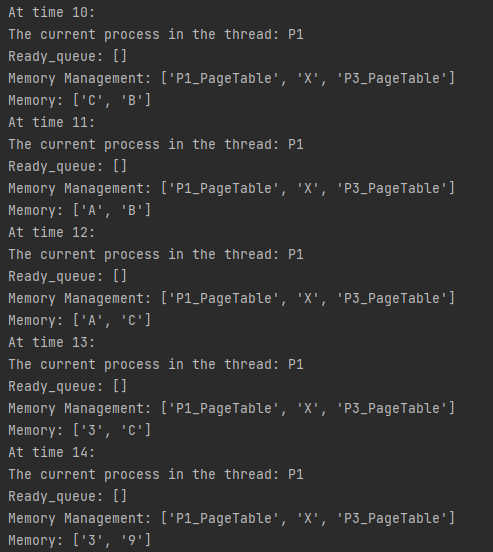 At time 10:
The current process in the thread: P1
Ready_queue: []
Memory Management: ['P1_PageTable', 'X', 'P3_PageTable']
Memory: ['C', 'B']
At time 11:
The current process in the thread: P1
Ready_queue: []
Memory Management: ['P1_PageTable', 'X', 'P3_PageTable']
Memory: ['A', 'B']
At time 12:
The current process in the thread: P1
Ready_queue: []
Memory Management: ['P1_PageTable', 'X', 'P3_PageTable']
Memory: ['A', 'C']
At time 13:
The current process in the thread: P1
Ready_queue: []
Memory Management: ['P1_PageTable', 'X', 'P3_PageTable']
Memory: ['3', 'C']
At time 14:
The current process in the thread: P1
Ready_queue: []
Memory Management: ['P1_PageTable', 'X', 'P3_PageTable']
Memory: ['3', '9']